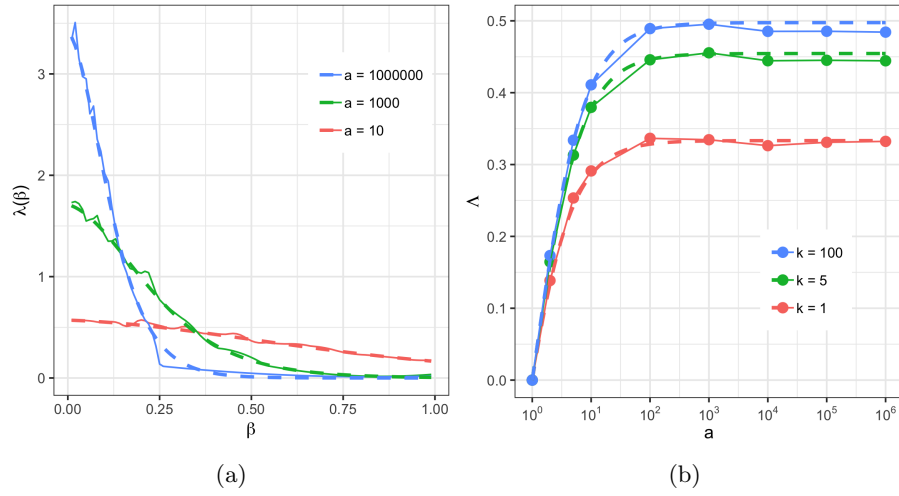 3
2
1
0
λ(β)
a = 1000000
a = 1000
a = 10
0.00 0.25 0.50 0.75 1.00
β
(a)
0.5
0.4
0.3
0.2
0.1
0.0
Λ
k = 100
k = 5
k = 1
10⁰ 10¹ 10² 10³ 10⁴ 10⁵ 10⁶
a
(b)